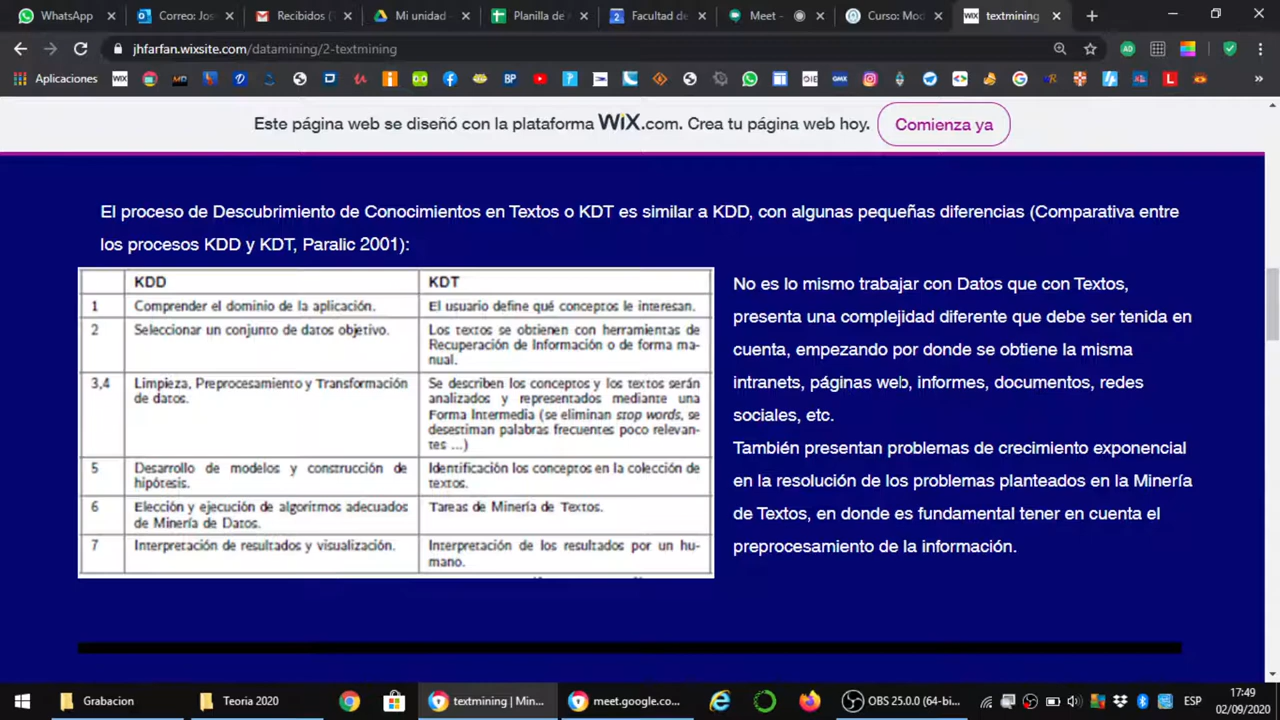 WhatsApp
Correo: Jos
Recibidos (
Mi unidad -
Planilla de A
Facultad de
Meet -
Curso: Mod
WiX
textmining
jhfarfan.wixsite.com/datamining/2-textmining
Aplicaciones
Este página web se diseñó con la plataforma WiX.com. Crea tu página web hoy.
Comienza ya
El proceso de Descubrimiento de Conocimientos en Textos o KDT es similar a KDD, con algunas pequeñas diferencias (Comparativa entre
los procesos KDD y KDT, Paralic 2001):
KDD
KDT
1
Comprender el dominio de la aplicación.
El usuario define qué conceptos le interesan.
2
Seleccionar un conjunto de datos objetivo.
Los textos se obtienen con herramientas de
Recuperación de Información o de forma ma-
nual.
3,4
Limpieza, Preprocesamiento y Transformación
de datos.
Se describen los conceptos y los textos serán
analizados y representados mediante una
Forma Intermedia (se eliminan stop words, se
desestiman palabras frecuentes poco relevan-
tes ...)
5
Desarrollo de modelos y construcción de
hipótesis.
Identificación los conceptos en la colección de
textos.
6
Elección y ejecución de algoritmos adecuados
de Minería de Datos.
Tareas de Minería de Textos.
7
Interpretación de resultados y visualización.
Interpretación de los resultados por un hu-
mano.
No es lo mismo trabajar con Datos que con Textos,
presenta una complejidad diferente que debe ser tenida en
cuenta, empezando por donde se obtiene la misma
intranets, páginas web, informes, documentos, redes
sociales, etc.
También presentan problemas de crecimiento exponencial
en la resolución de los problemas planteados en la Minería
de Textos, en donde es fundamental tener en cuenta el
preprocesamiento de la información.
Grabacion
Teoria 2020
textmining | Min...
meet.google.co...
OBS 25.0.0 (64-bi...
ESP
17:49
02/09/2020